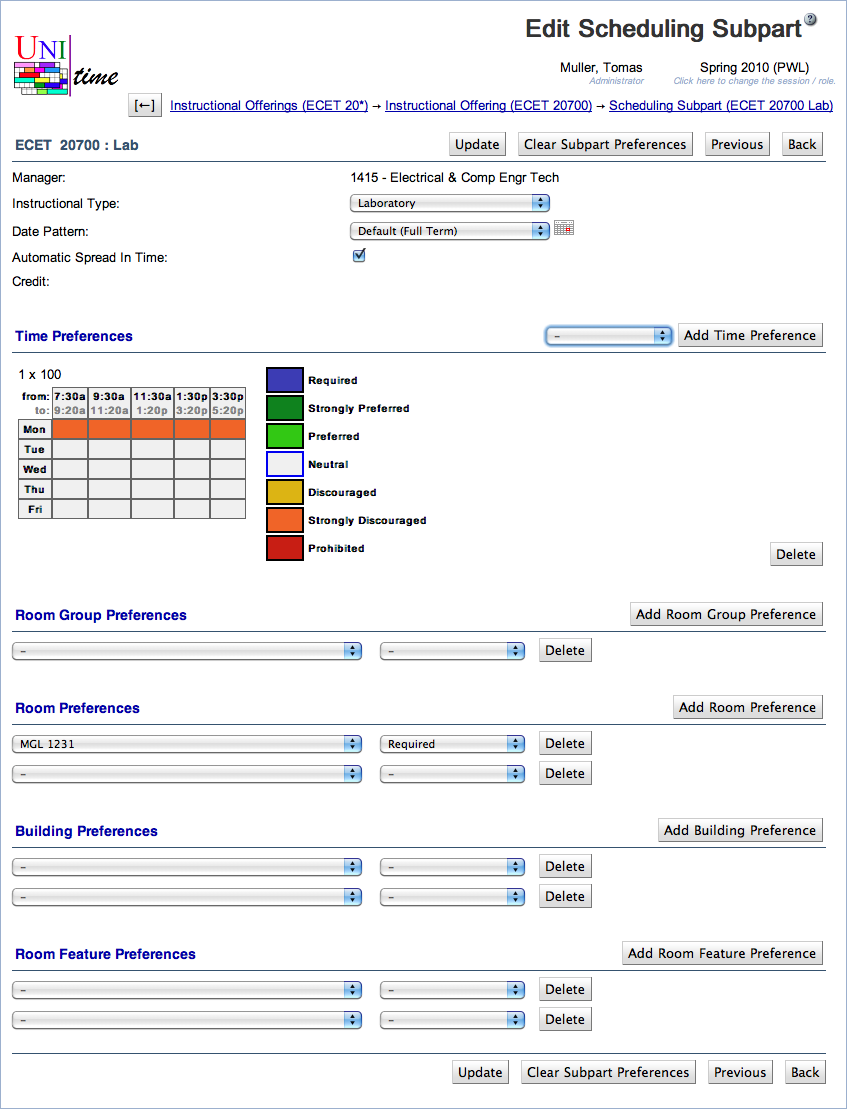 Edit Scheduling Subpart ?
UNI
time
Muller, Tomas Spring 2010 (PWL)
Administrator Click here to change the session / role.
[←] Instructional Offerings (ECET 20*) → Instructional Offering (ECET 20700) → Scheduling Subpart (ECET 20700 Lab)
ECET 20700 : Lab Update Clear Subpart Preferences Previous Back
Manager: 1415 - Electrical & Comp Engr Tech
Instructional Type: Laboratory
Date Pattern: Default (Full Term)
Automatic Spread In Time:
Credit:
Time Preferences - Add Time Preference
1 x 100
from: 7:30a 9:30a 11:30a 1:30p 3:30p
to: 9:20a 11:20a 1:20p 3:20p 5:20p
Mon
Tue
Wed
Thu
Fri
Required
Strongly Preferred
Preferred
Neutral
Discouraged
Strongly Discouraged
Prohibited
Delete
Room Group Preferences Add Room Group Preference
- - Delete
Room Preferences Add Room Preference
MGL 1231 Required Delete
- - Delete
Building Preferences Add Building Preference
- - Delete
- - Delete
Room Feature Preferences Add Room Feature Preference
- - Delete
- - Delete
Update Clear Subpart Preferences Previous Back